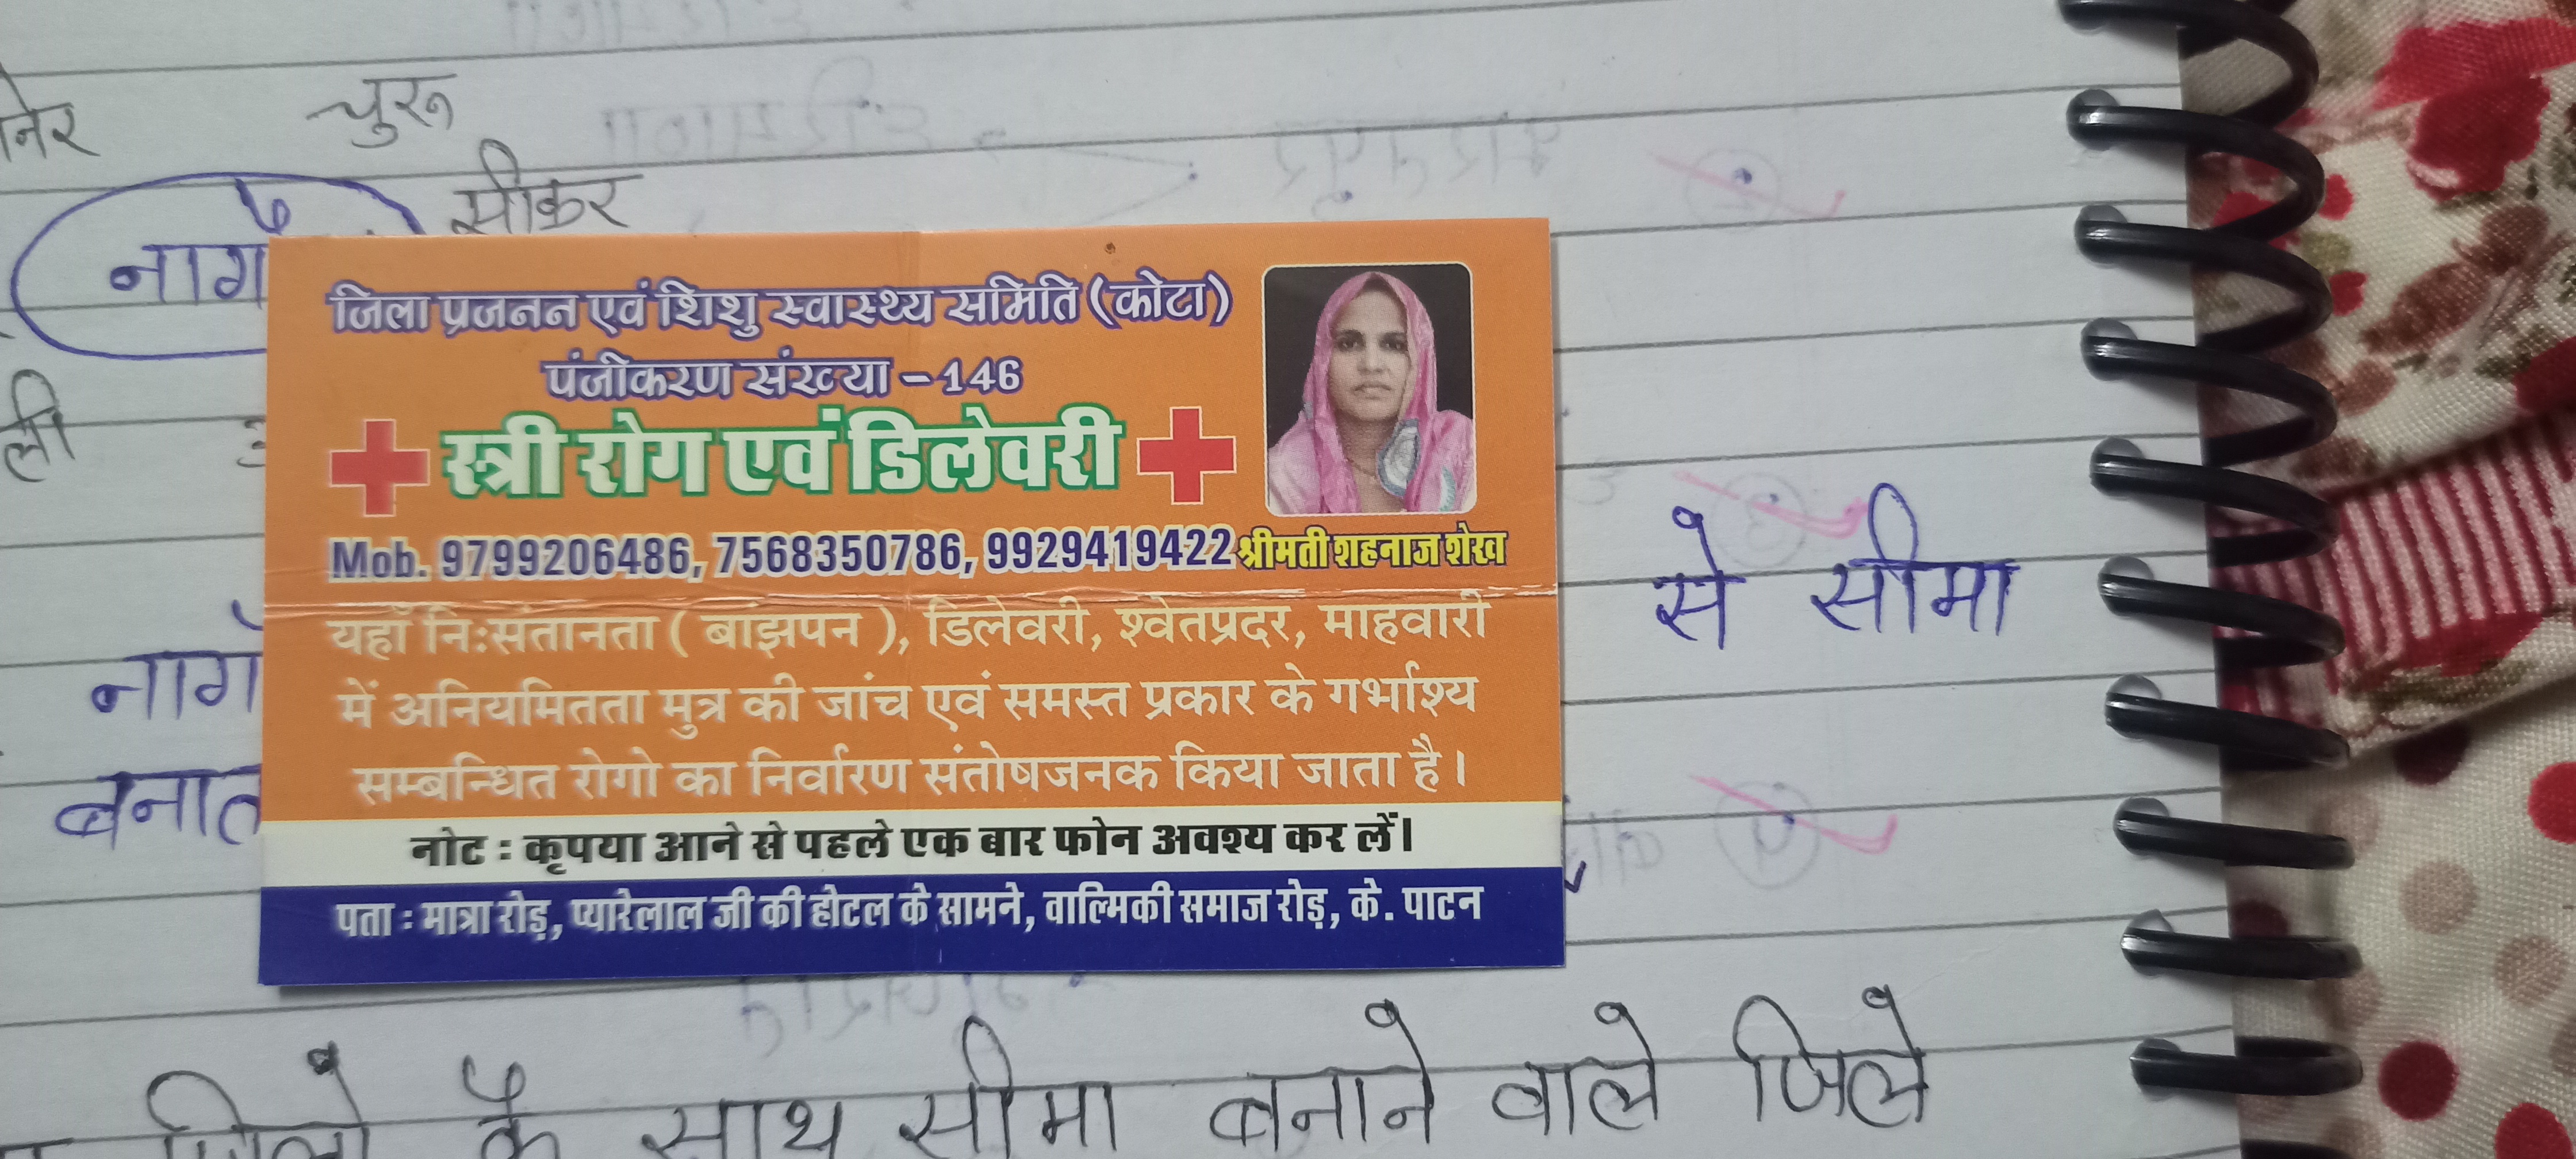 चुरू
सीकर
जिला प्रजनन एवं शिशु स्वास्थ्य समिति (कोटा)
पंजीकरण संख्या - 146
स्त्री रोग एवं डिलेवरी
Mob. 9799206486, 7568350786, 9929419422
श्रीमती शहनाज शेख
यहाँ निःसंतानता ( बांझपन ), डिलेवरी, श्वेतप्रदर, माहवारी
में अनियमितता मुत्र की जांच एवं समस्त प्रकार के गर्भाश्य
सम्बन्धित रोगो का निर्वारण संतोषजनक किया जाता है।
नोट : कृपया आने से पहले एक बार फोन अवश्य कर लें।
पता : मात्रा रोड़, प्यारेलाल जी की होटल के सामने, वाल्मिकी समाज रोड़, के. पाटन
से सीमा
के साथ सीमा बनाने वाले जिले